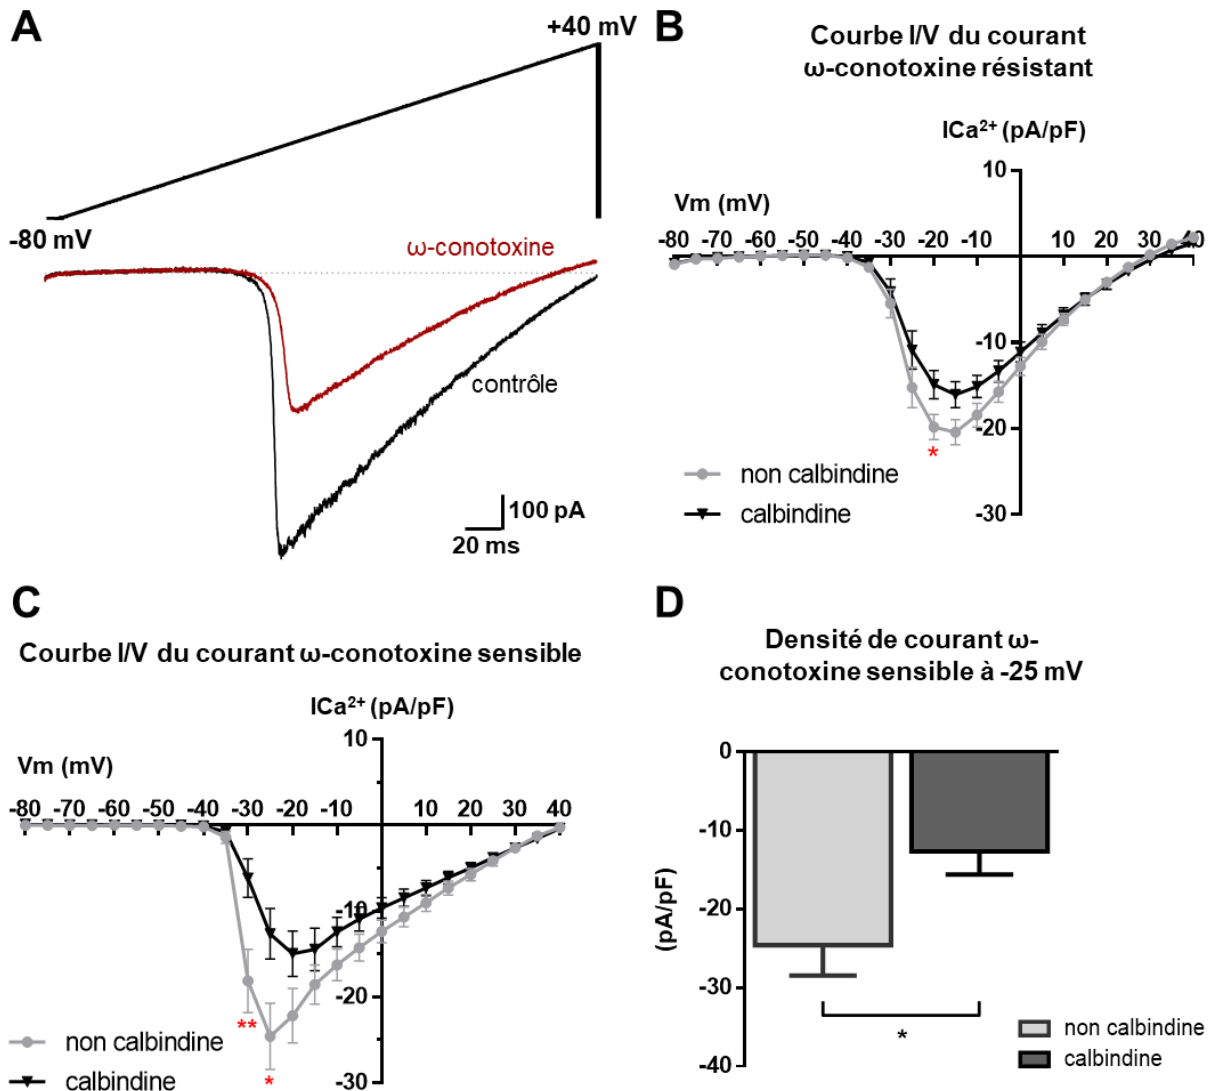 A
+40 mV
-80 mV
ω-conotoxine
contrôle
100 pA
20 ms
B
Courbe I/V du courant
ω-conotoxine résistant
ICa²⁺ (pA/pF)
10
Vm (mV)
-80 -70 -60 -50 -40 -30 -20 -10 10 20 30 40
-10
-20
*
-30
non calbindine
calbindine
C
Courbe I/V du courant ω-conotoxine sensible
ICa²⁺ (pA/pF)
10
Vm (mV)
-80 -70 -60 -50 -40 -30 -20 -10 10 20 30 40
-10
-20
**
*
-30
non calbindine
calbindine
D
Densité de courant ω-
conotoxine sensible à -25 mV
0
-10
-20
-30
-40
(pA/pF)
*
non calbindine
calbindine